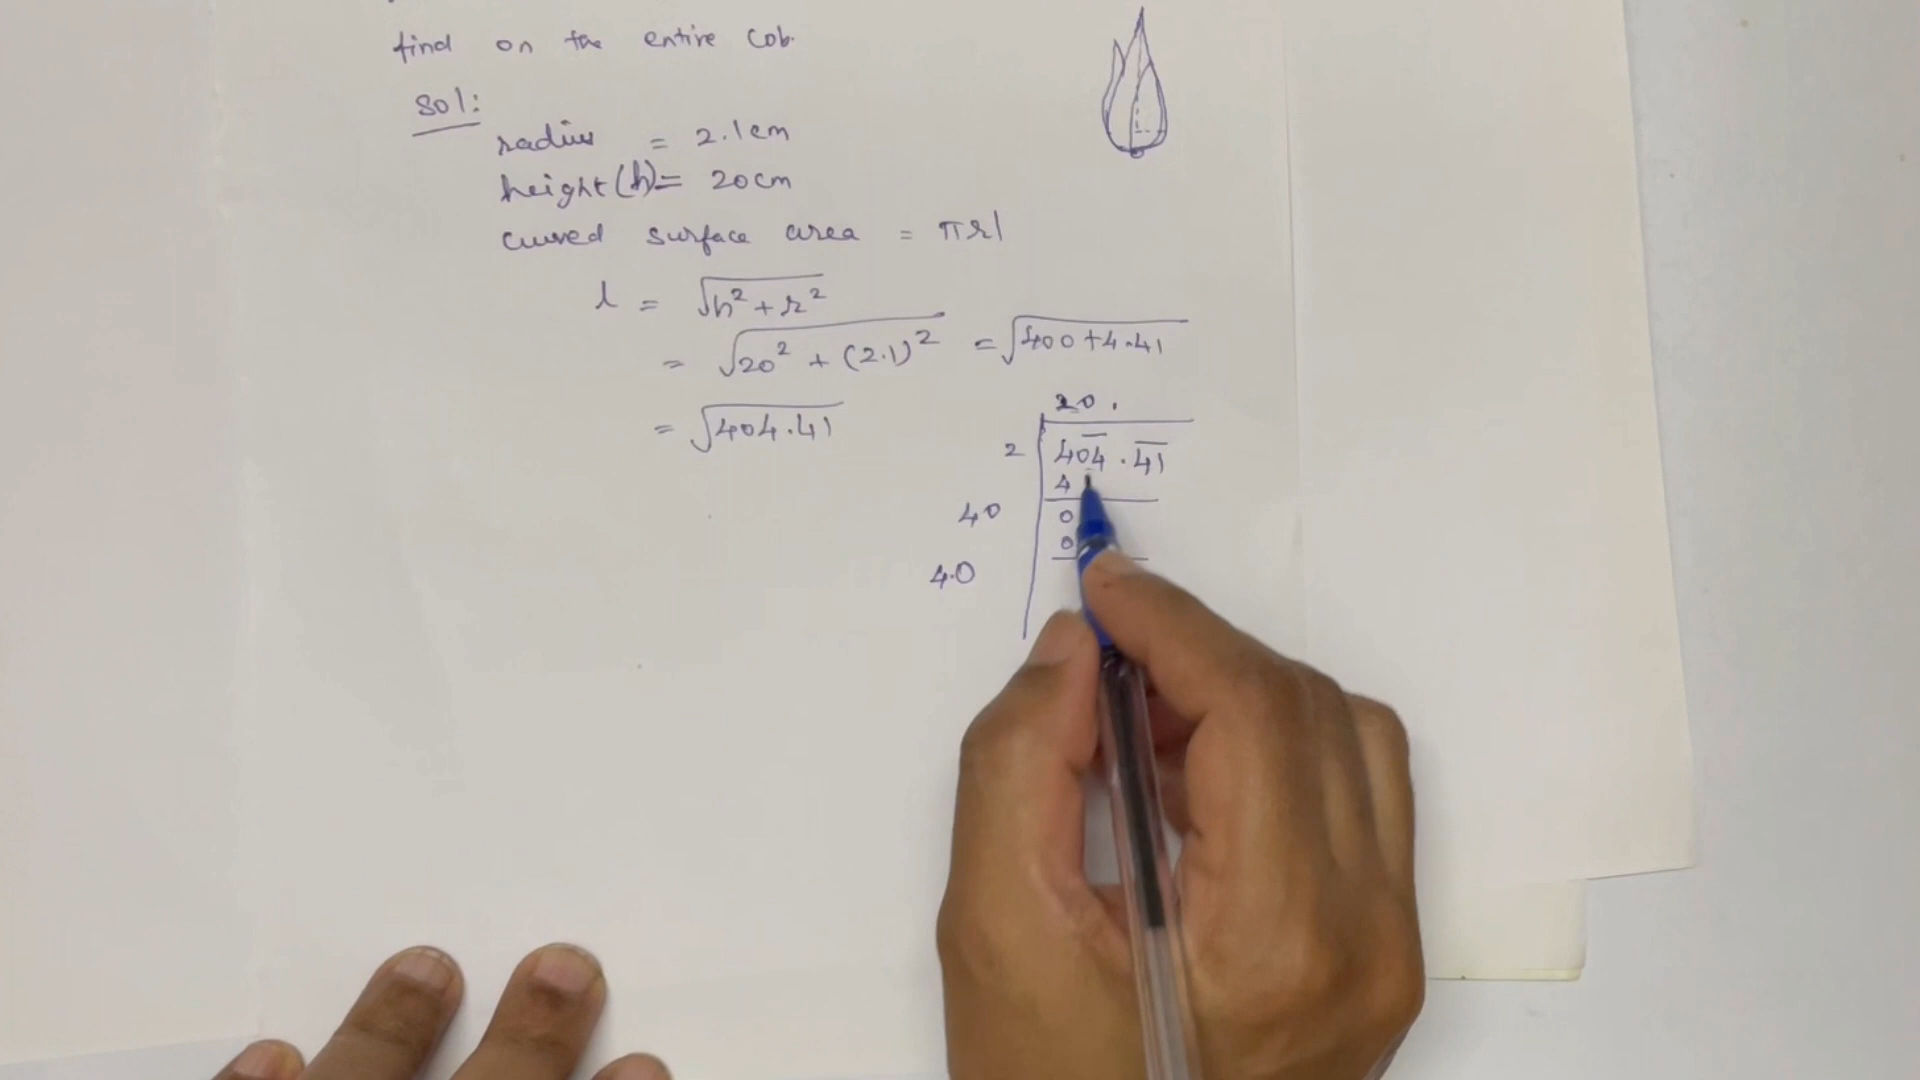 find on the entire cob.
Sol:
radius = 2.1cm
height(h)= 20cm
curved surface area = πrl
l = √h²+r²
= √20² + (2.1)² = √400+4.41
= √404.41
20.
2 404.41
4
40 0
0
40